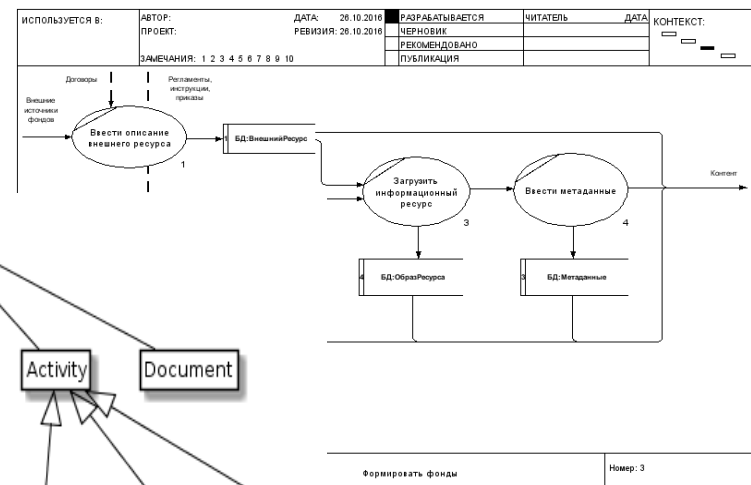 ИСПОЛЬЗУЕТСЯ В:
АВТОР:
ДАТА: 26.10.2016
РАЗРАБАТЫВАЕТСЯ
ЧИТАТЕЛЬ
ДАТА
КОНТЕКСТ:
ПРОЕКТ:
РЕВИЗИЯ: 26.10.2016
ЧЕРНОВИК
РЕКОМЕНДОВАНО
ЗАМЕЧАНИЯ: 1 2 3 4 5 6 7 8 9 10
ПУБЛИКАЦИЯ
Договоры
Регламенты,
инструкции,
приказы
Внешние
источники
фондов
Ввести описание
внешнего ресурса
1
1 БД:ВнешнийРесурс
Загрузить
информационный
ресурс
3
Ввести метаданные
4
Контент
4 БД:ОбразРесурса
3 БД:Метаданные
Activity
Document
Формировать фонды
Номер: 3